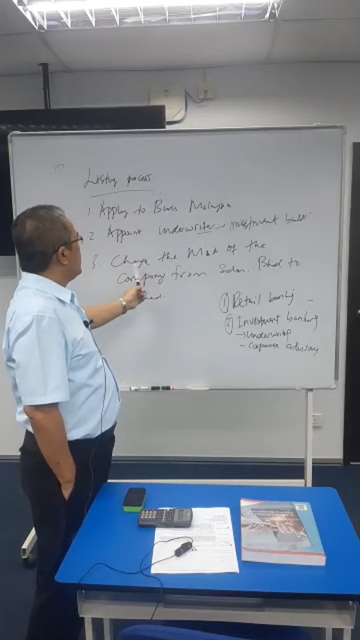 Listing process
1. Apply to Bursa Malaysia
2. Appoint underwriter investment banker
3. Change the M&A of the
Company from Sdn. Bhd to
① Retail banking
② Investment banking
- Underwriting
- Corporate advisory